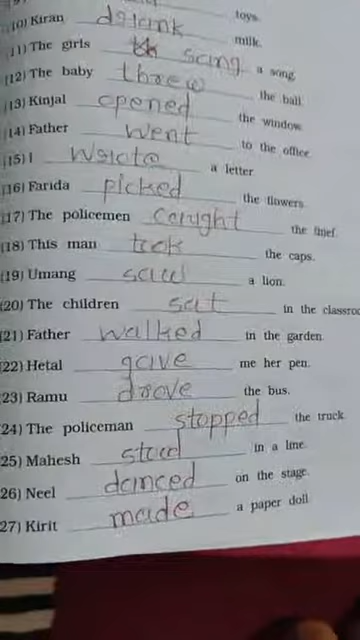 toys.
(10) Kiran drank milk.
(11) The girls sang a song.
(12) The baby threw the ball.
(13) Kinjal opened the window.
(14) Father went to the office.
(15) I wrote a letter.
(16) Farida picked the flowers.
(17) The policemen caught the thief.
(18) This man took the caps.
(19) Umang saw a lion.
(20) The children sat in the classroo
(21) Father walked in the garden.
(22) Hetal gave me her pen.
23) Ramu drove the bus.
24) The policeman stopped the truck.
25) Mahesh stood in a line.
26) Neel danced on the stage.
27) Kirit made a paper doll.